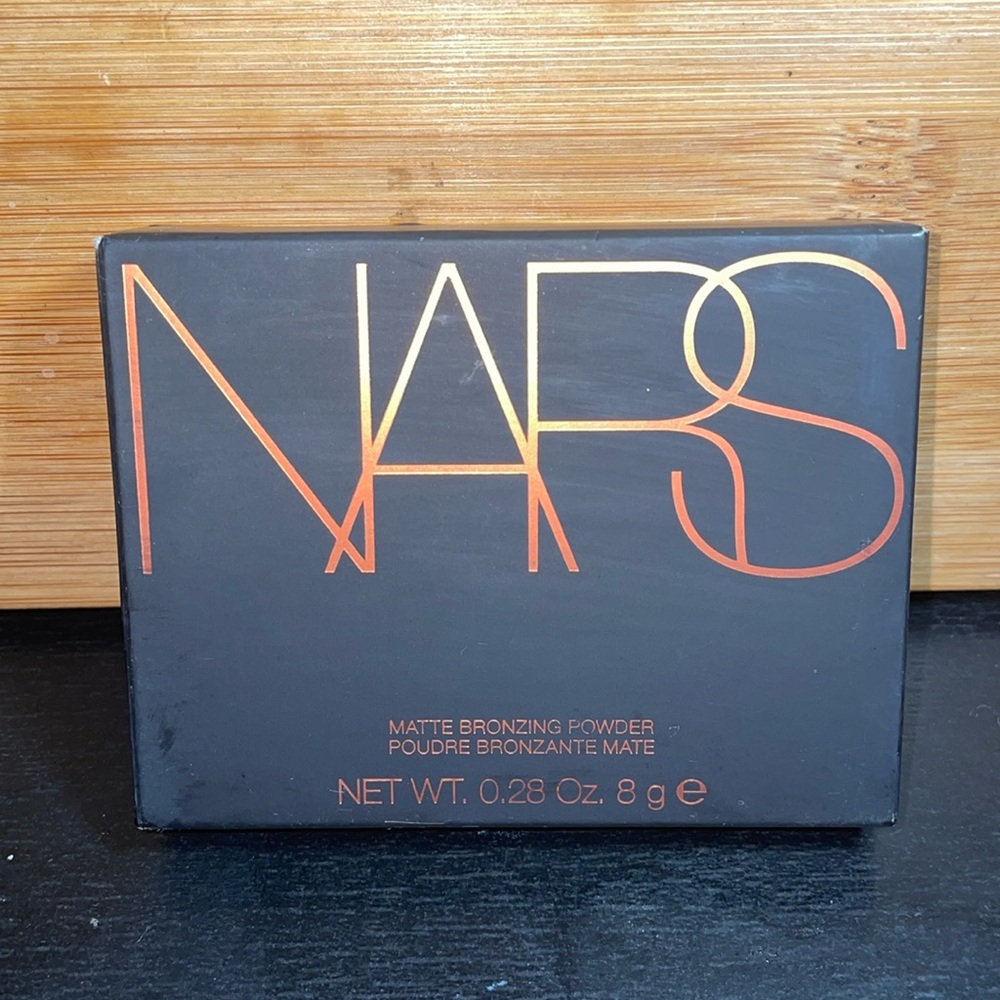 NARS
MATTE BRONZING POWDER
POUDRE BRONZANTE MATE
NET WT. 0.28 Oz. 8 g e